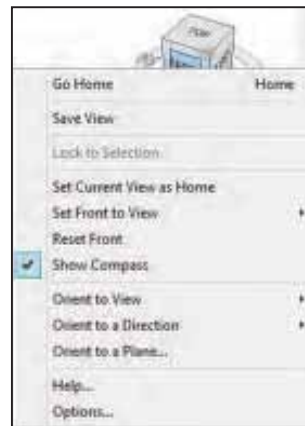 Go Home Home
Save View
Lock to Selection
Set Current View as Home
Set Front to View
Reset Front
Show Compass
Orient to View
Orient to a Direction
Orient to a Plane...
Help...
Options...